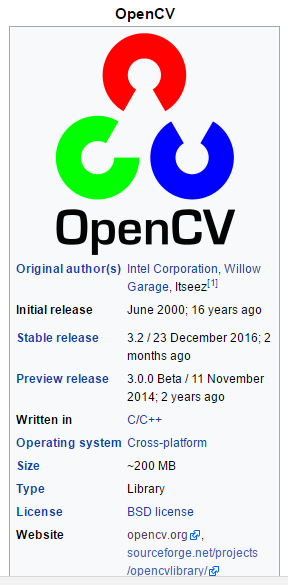 OpenCV
OpenCV
Original author(s) Intel Corporation, Willow
Garage, Itseez[1]
Initial release June 2000; 16 years ago
Stable release 3.2 / 23 December 2016; 2
months ago
Preview release 3.0.0 Beta / 11 November
2014; 2 years ago
Written in C/C++
Operating system Cross-platform
Size ~200 MB
Type Library
License BSD license
Website opencv.org,
sourceforge.net/projects
/opencvlibrary/